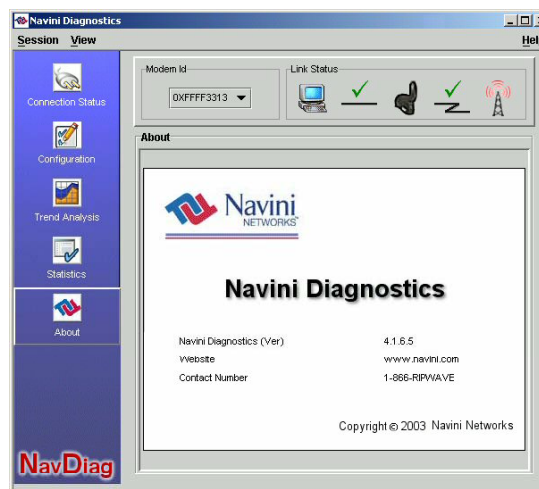 Navini Diagnostics
Session View Hel
Modem Id
0XFFFF3313
Link Status
Connection Status
Configuration
Trend Analysis
Statistics
About
NavDiag
About
Navini
NETWORKS
Navini Diagnostics
Navini Diagnostics (Ver) 4.1.6.5
Website www.navini.com
Contact Number 1-866-RIPWAVE
Copyright © 2003 Navini Networks